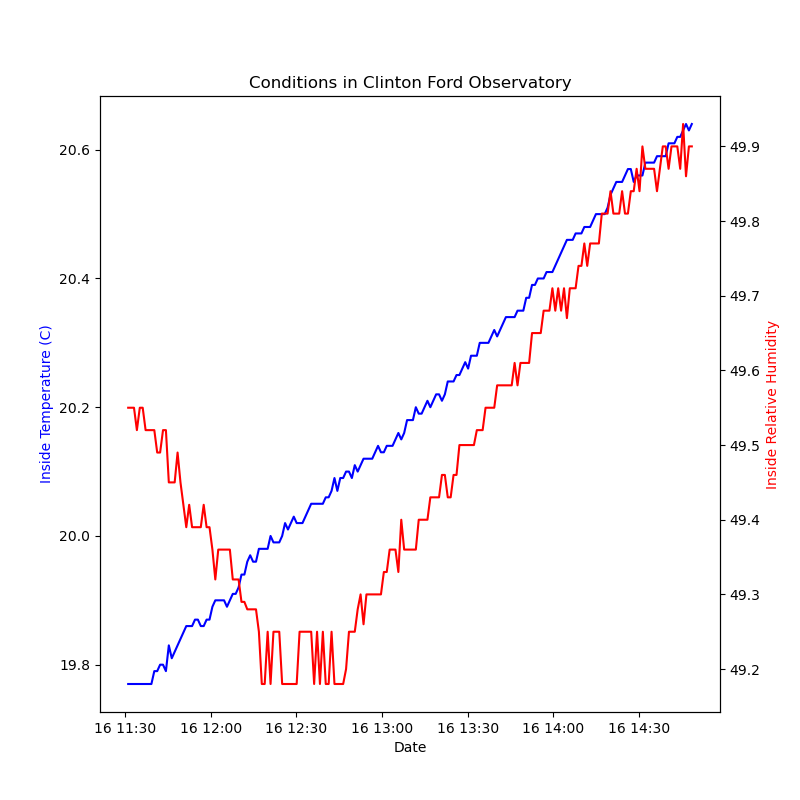 Conditions in Clinton Ford Observatory
20.6
20.4
20.2
20.0
19.8
Inside Temperature (C)
49.9
49.8
49.7
49.6
49.5
49.4
49.3
49.2
Inside Relative Humidity
16 11:30 16 12:00 16 12:30 16 13:00 16 13:30 16 14:00 16 14:30
Date